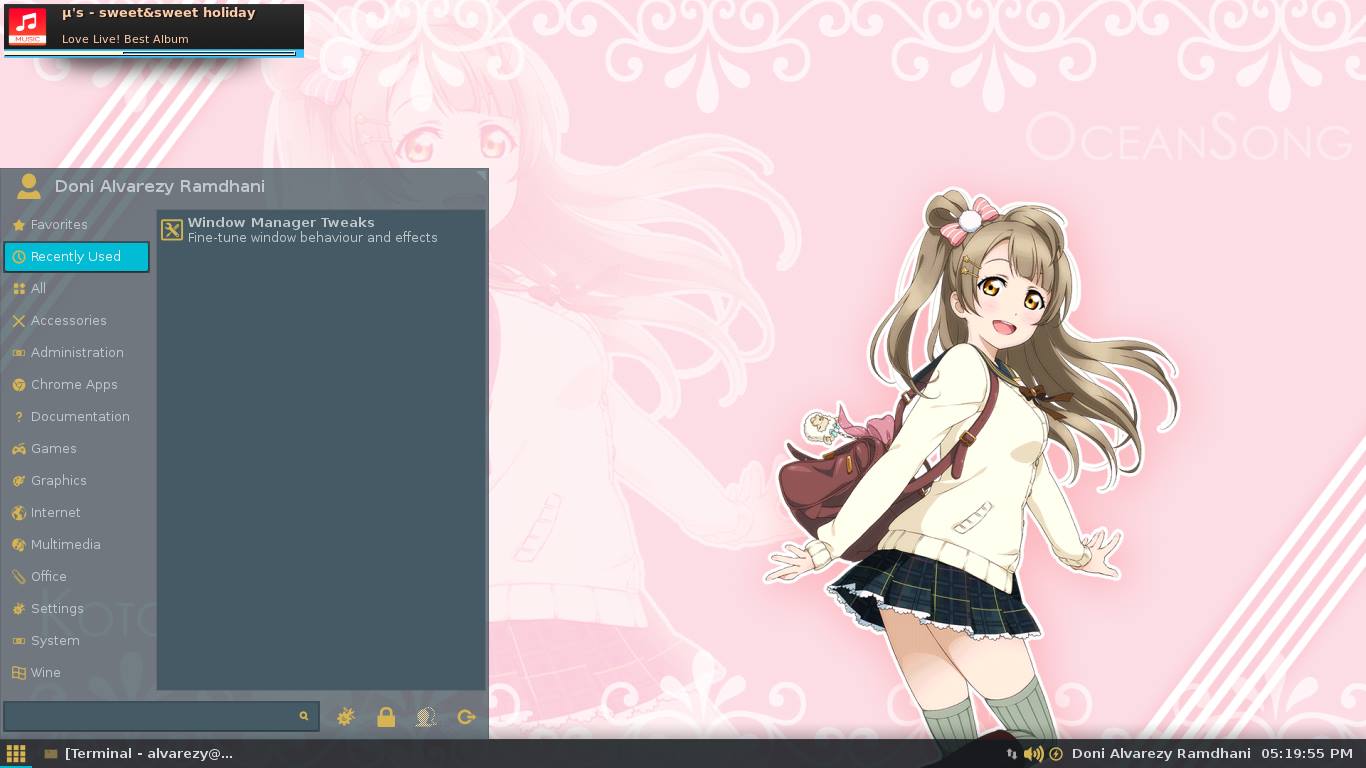 µ's - sweet&sweet holiday
MUSIC
Love Live! Best Album
OceanSong
Doni Alvarezy Ramdhani
Favorites
Recently Used
All
Accessories
Administration
Chrome Apps
Documentation
Games
Graphics
Internet
Multimedia
Office
Settings
System
Wine
Window Manager Tweaks
Fine-tune window behaviour and effects
[Terminal - alvarezy@...
Doni Alvarezy Ramdhani
05:19:55 PM